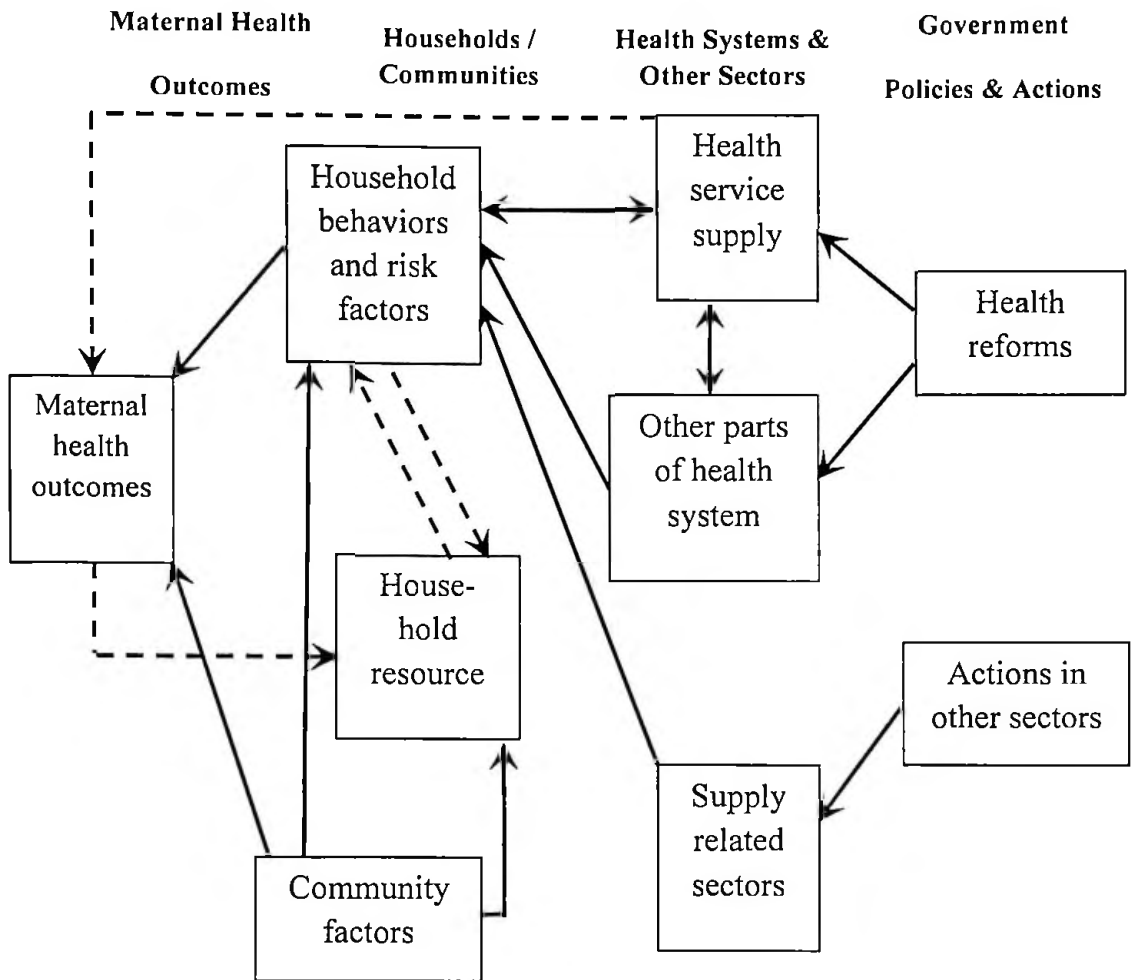 Maternal Health
Outcomes
Households /
Communities
Health Systems &
Other Sectors
Government
Policies & Actions
Health
service
supply
Household
behaviors
and risk
factors
Health
reforms
Maternal
health
outcomes
Other parts
of health
system
House-
hold
resource
Actions in
other sectors
Supply
related
sectors
Community
factors